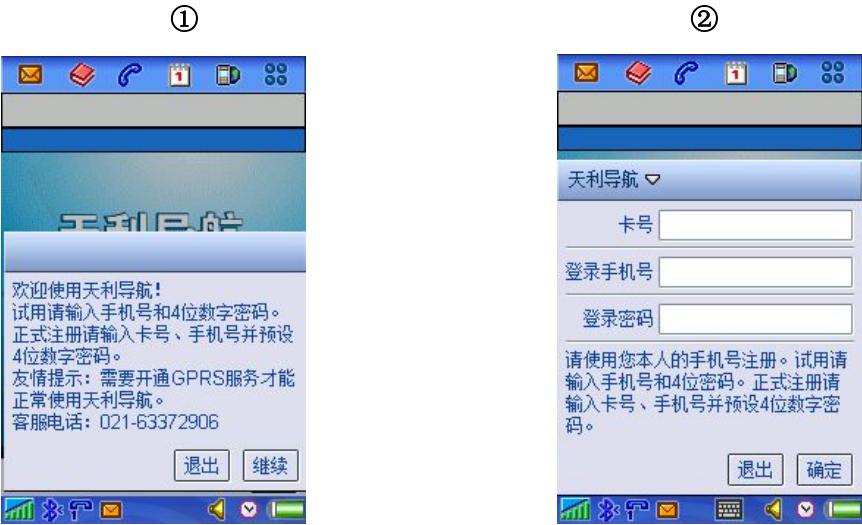 ①
②
1
天利导航
欢迎使用天利导航!
试用请输入手机号和4位数字密码。
正式注册请输入卡号、手机号并预设
4位数字密码。
友情提示：需要开通GPRS服务才能
正常使用天利导航。
客服电话：021-63372906
退出 继续
1
天利导航
卡号
登录手机号
登录密码
请使用您本人的手机号注册。试用请
输入手机号和4位密码。正式注册请
输入卡号、手机号并预设4位数字密
码。
退出 确定